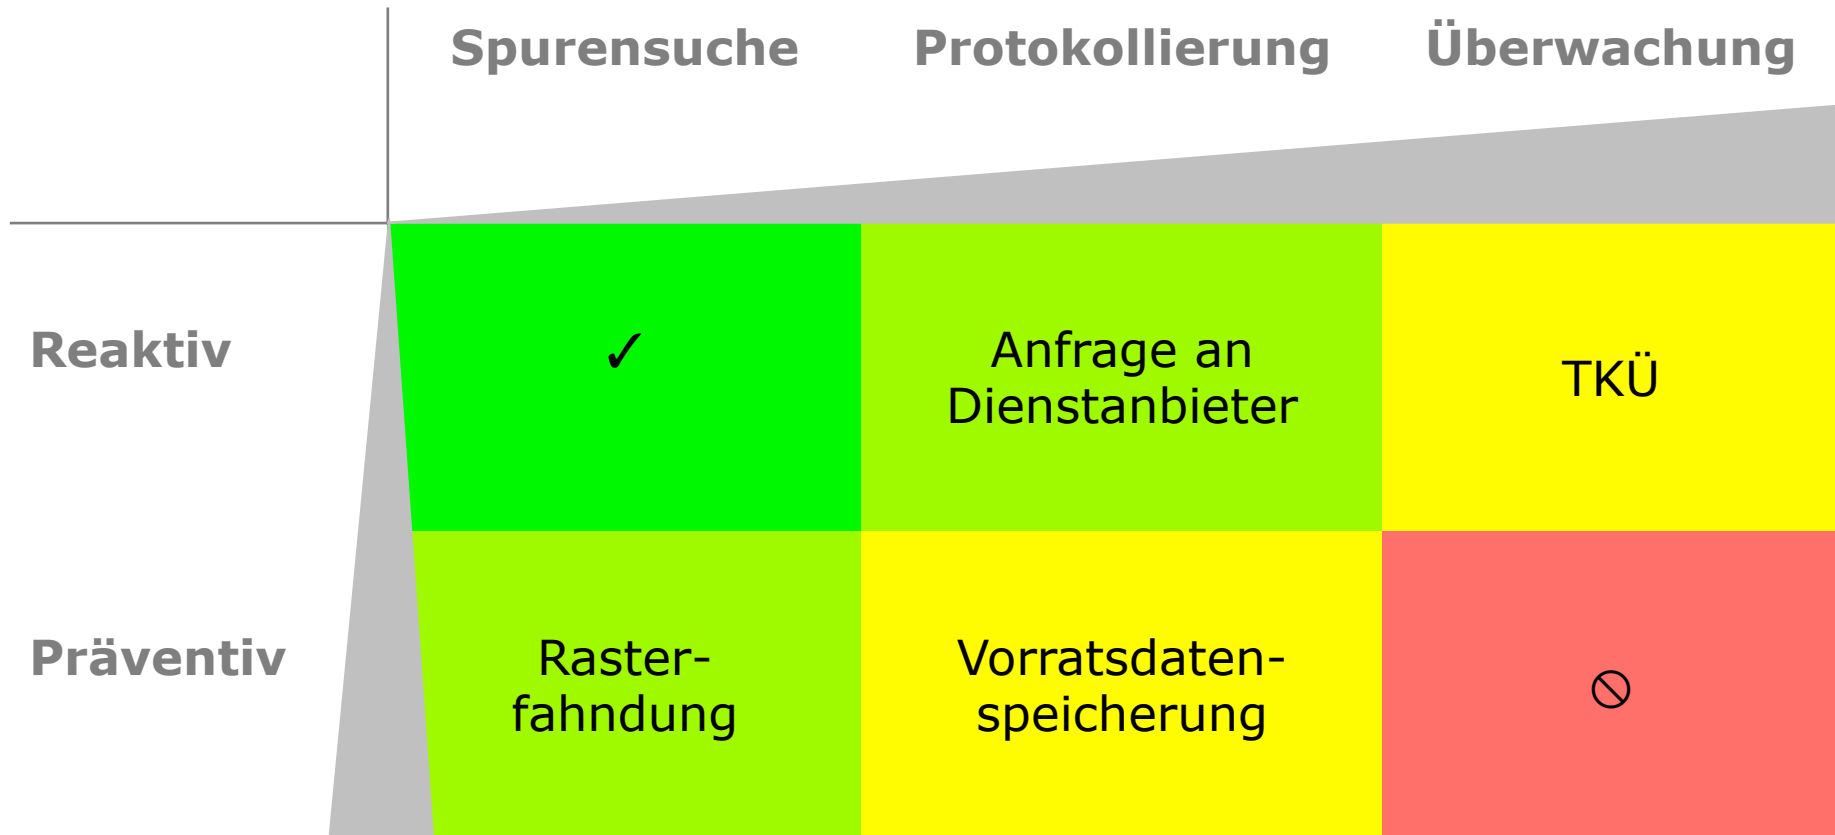 Spurensuche Protokollierung Überwachung
Reaktiv
✓
Anfrage an
Dienstanbieter
TKÜ
Präventiv
Raster-
fahndung
Vorratsdaten-
speicherung
🛇